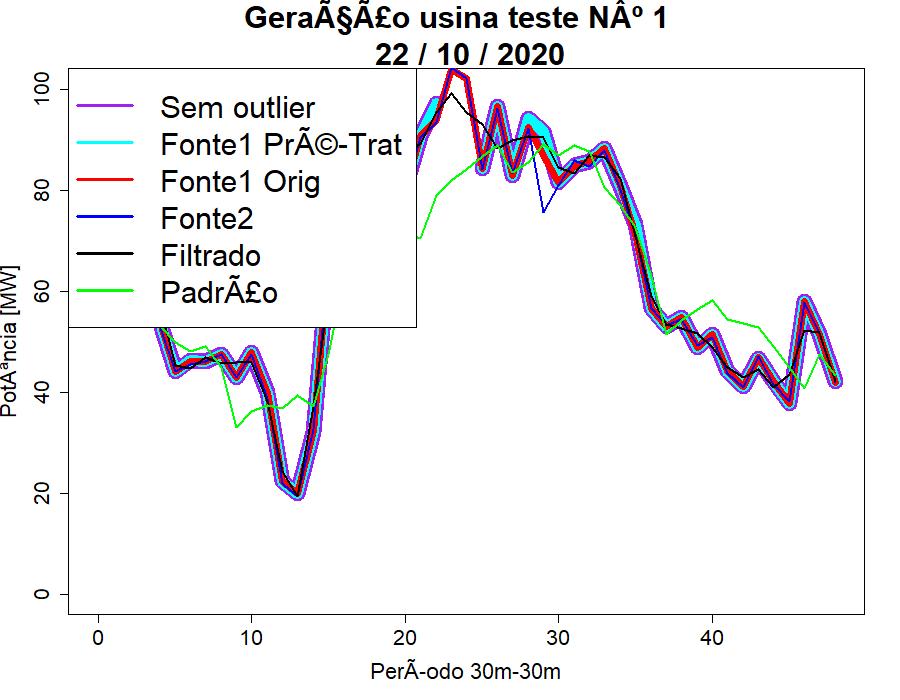 GeraÃ§Ã£o usina teste NÂº 1
22 / 10 / 2020
Sem outlier
Fonte1 PrÃ©-Trat
Fonte1 Orig
Fonte2
Filtrado
PadrÃ£o
PotÃªncia [MW]
100
80
60
40
20
0
0 10 20 30 40
PerÃ-odo 30m-30m